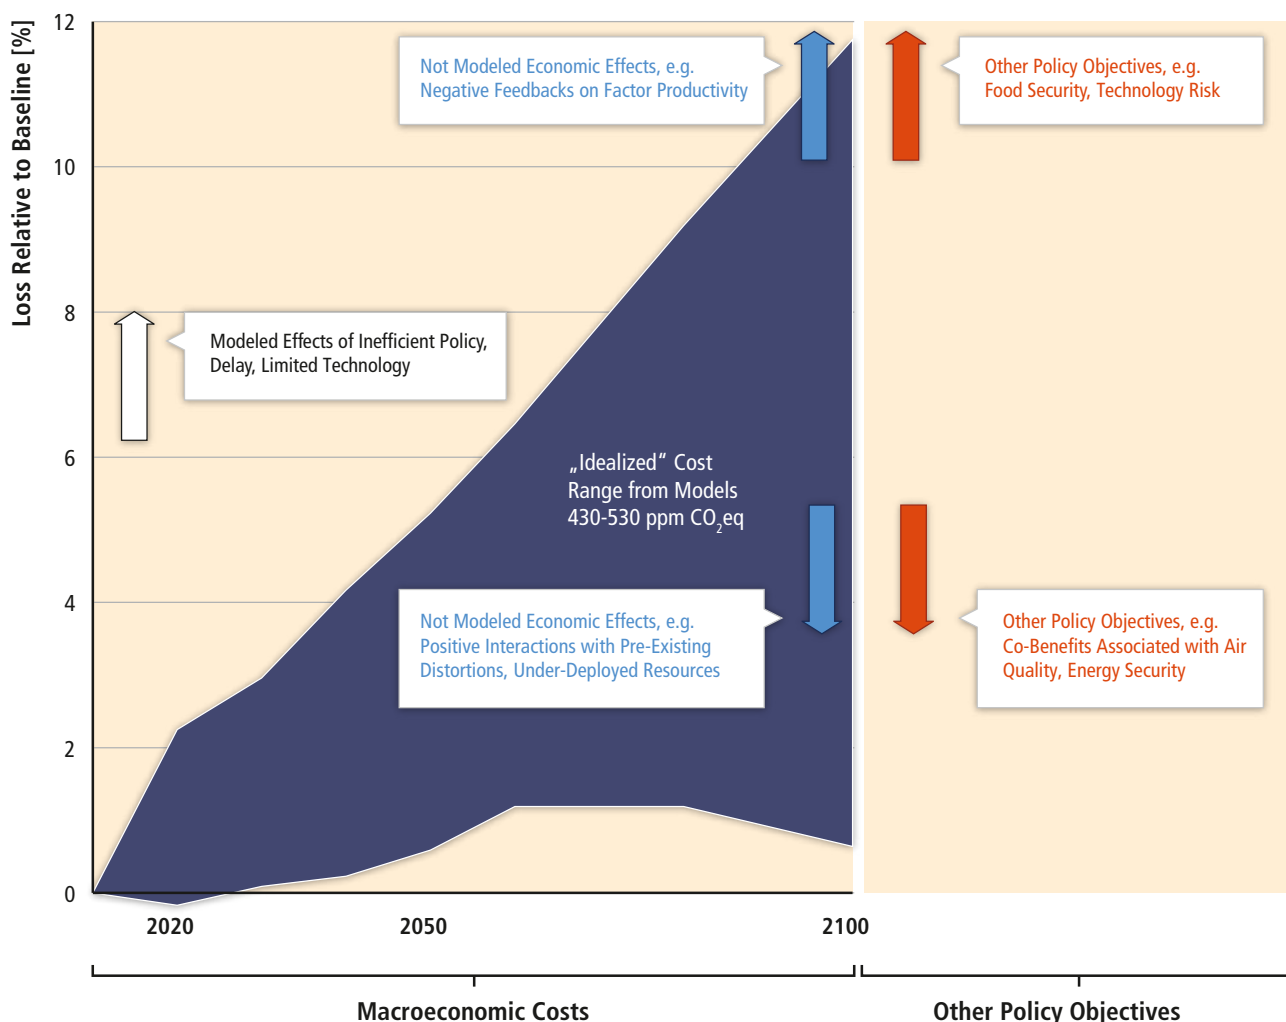 Loss Relative to Baseline [%]
12
10
8
6
4
2
0
Not Modeled Economic Effects, e.g.
Negative Feedbacks on Factor Productivity
Other Policy Objectives, e.g.
Food Security, Technology Risk
Modeled Effects of Inefficient Policy,
Delay, Limited Technology
„Idealized“ Cost
Range from Models
430-530 ppm CO₂eq
Not Modeled Economic Effects, e.g.
Positive Interactions with Pre-Existing
Distortions, Under-Deployed Resources
Other Policy Objectives, e.g.
Co-Benefits Associated with Air
Quality, Energy Security
2020
2050
2100
Macroeconomic Costs
Other Policy Objectives